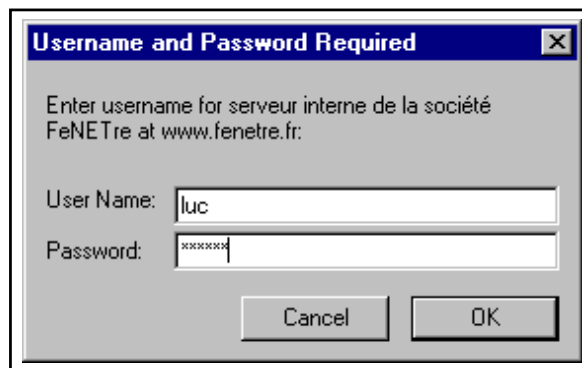 Username and Password Required
Enter username for serveur interne de la société
FeNETre at www.fenetre.fr:
User Name: luc
Password: ******
Cancel OK